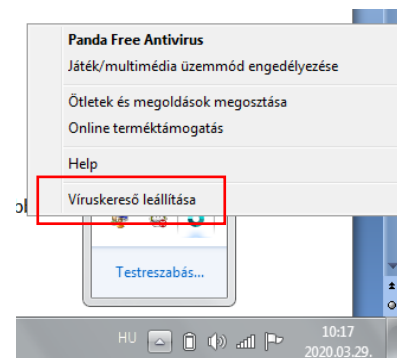 Panda Free Antivirus
Játék/multimédia üzemmód engedélyezése
Ötletek és megoldások megosztása
Online terméktámogatás
Help
Víruskereső leállítása
Testreszabás...
HU
10:17
2020.03.29.